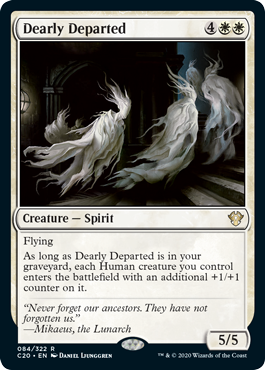 Dearly Departed 4
Creature — Spirit
Flying
As long as Dearly Departed is in your
graveyard, each Human creature you control
enters the battlefield with an additional +1/+1
counter on it.
“Never forget our ancestors. They have not
forgotten us.”
—Mikaeus, the Lunarch
5/5
084/322 R
C20 • EN Daniel Ljunggren ™ & © 2020 Wizards of the Coast